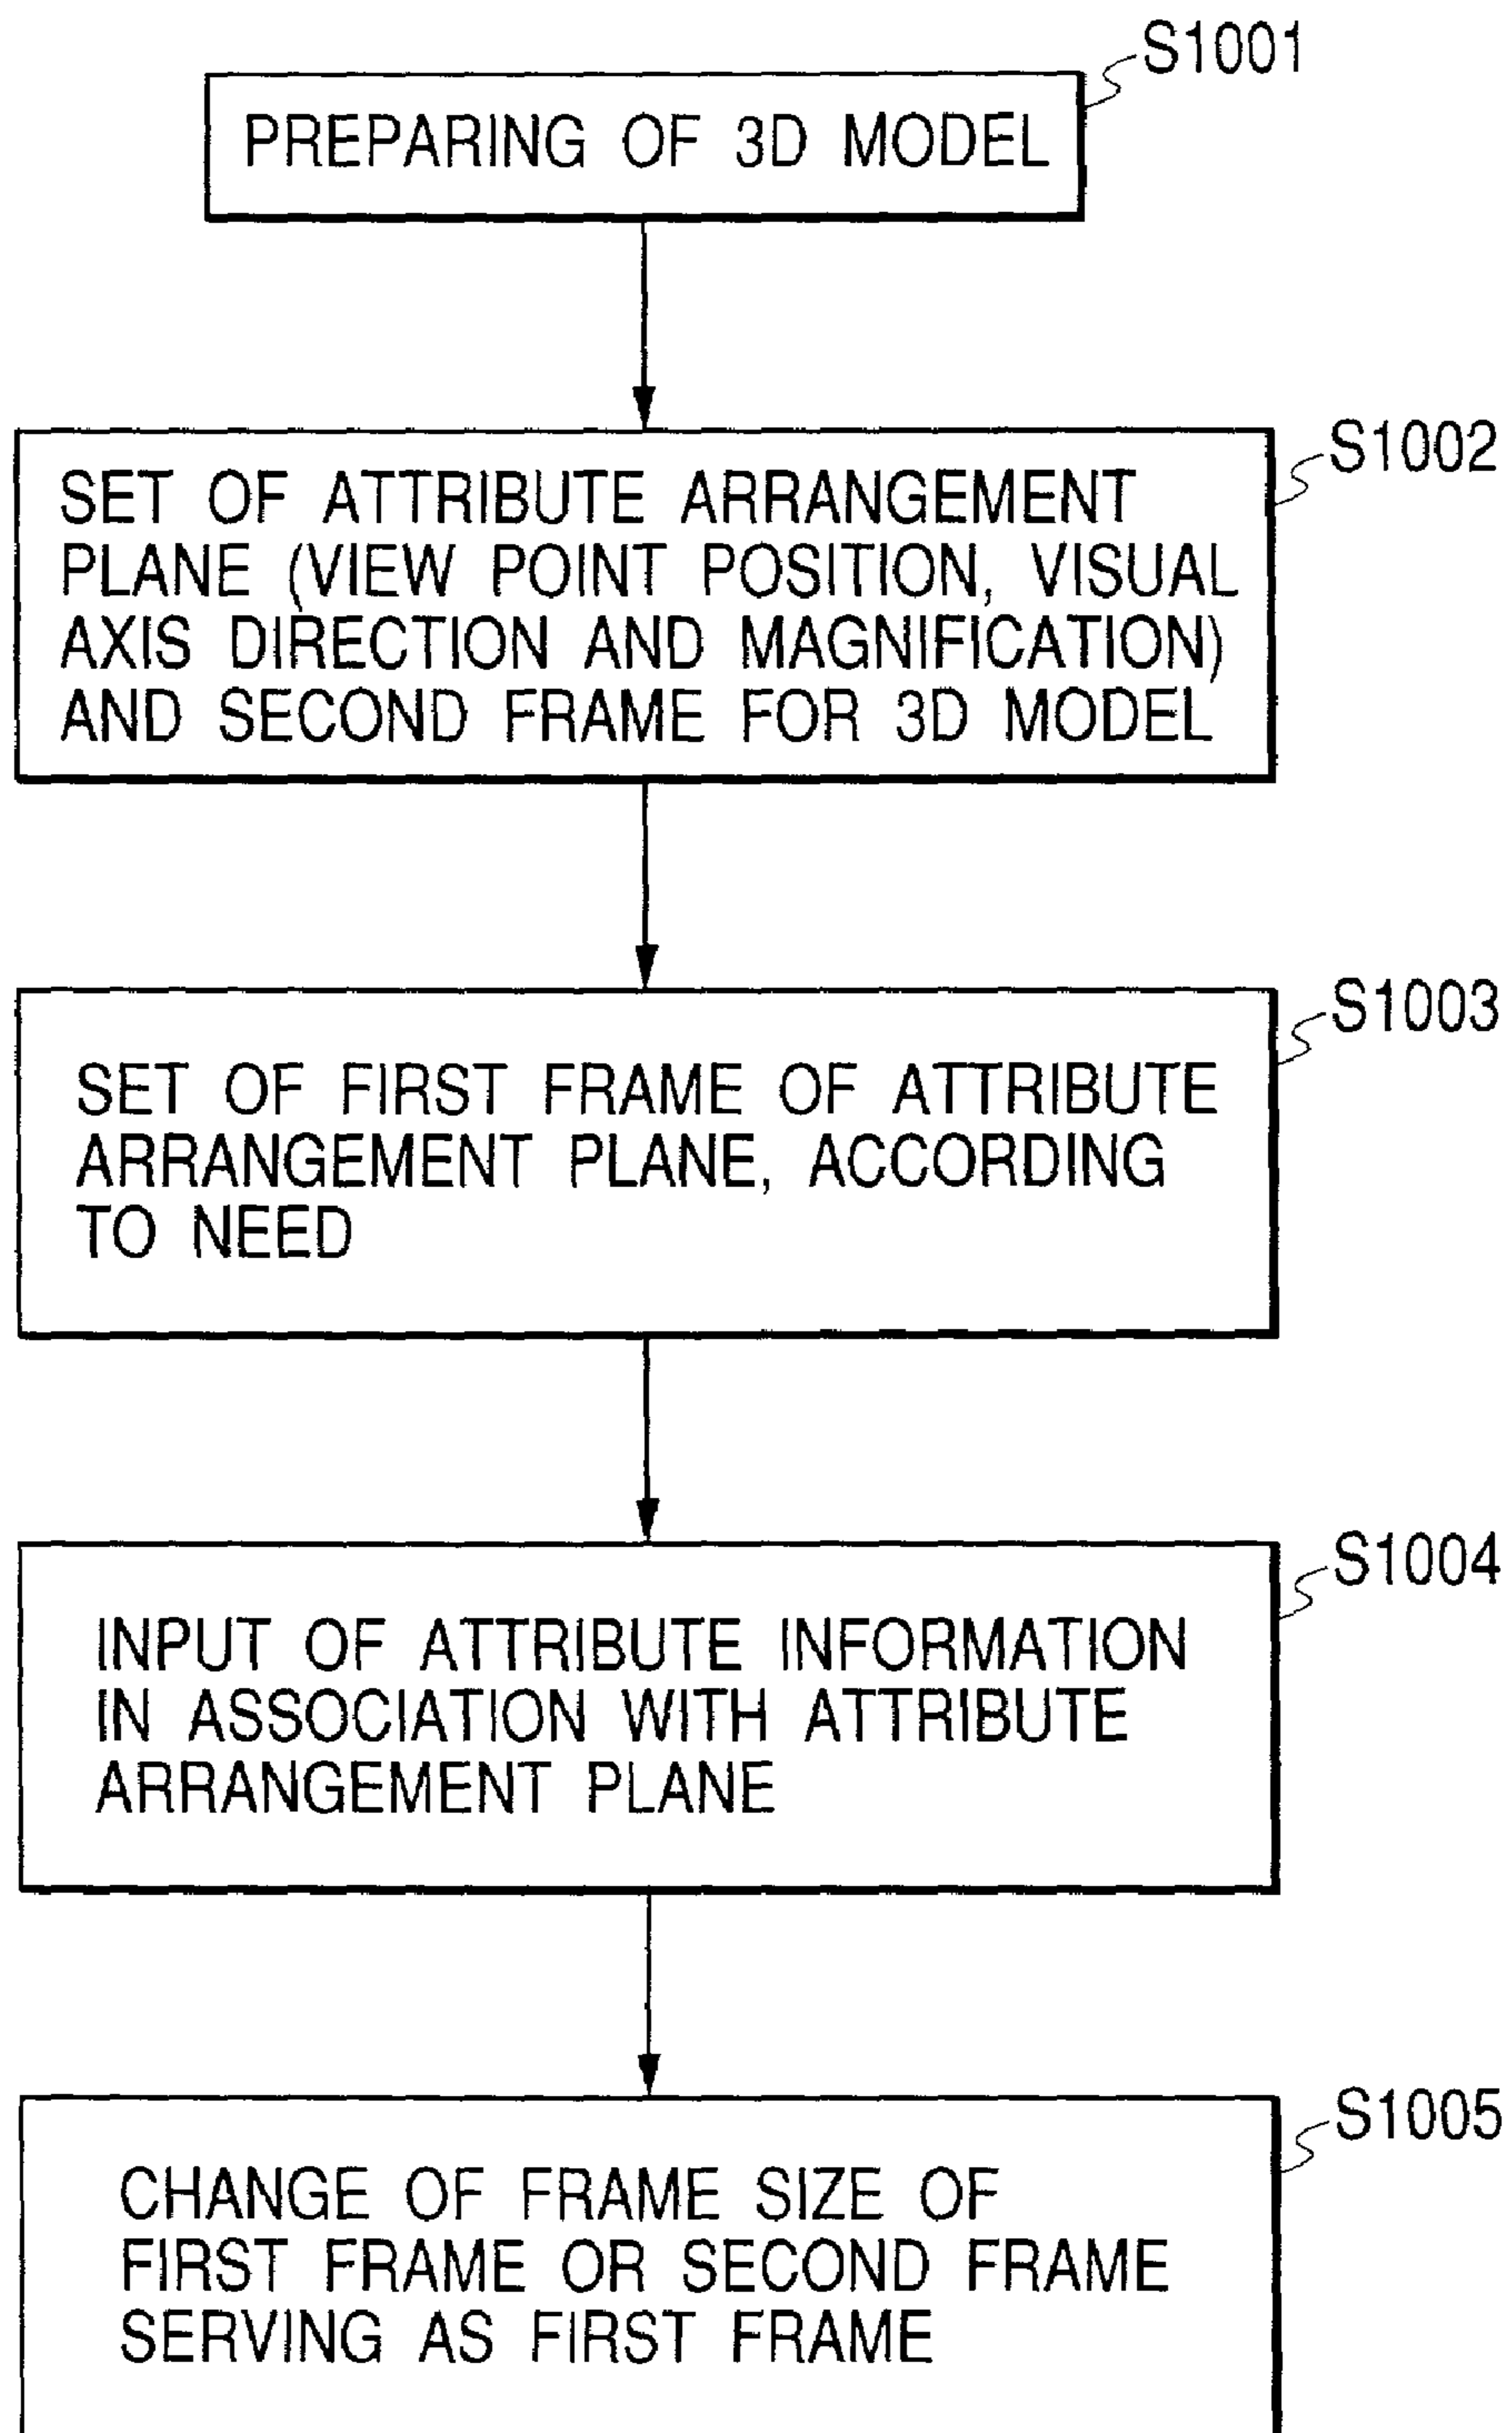 S1001
PREPARING OF 3D MODEL
S1002
SET OF ATTRIBUTE ARRANGEMENT
PLANE (VIEW POINT POSITION, VISUAL
AXIS DIRECTION AND MAGNIFICATION)
AND SECOND FRAME FOR 3D MODEL
S1003
SET OF FIRST FRAME OF ATTRIBUTE
ARRANGEMENT PLANE, ACCORDING
TO NEED
S1004
INPUT OF ATTRIBUTE INFORMATION
IN ASSOCIATION WITH ATTRIBUTE
ARRANGEMENT PLANE
S1005
CHANGE OF FRAME SIZE OF
FIRST FRAME OR SECOND FRAME
SERVING AS FIRST FRAME